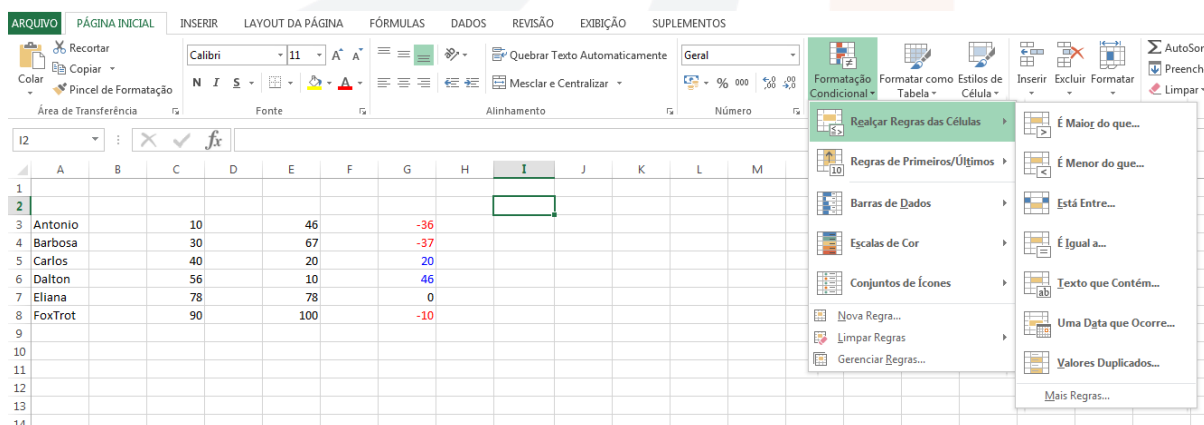 ARQUIVO PÁGINA INICIAL INSERIR LAYOUT DA PÁGINA FÓRMULAS DADOS REVISÃO EXIBIÇÃO SUPLEMENTOS
Colar
Recortar
Copiar
Pincel de Formatação
Área de Transferência
Calibri 11 A A
N I S A
Fonte
Quebrar Texto Automaticamente
Mesclar e Centralizar
Alinhamento
Geral
% 000 ,00 ,0
Número
Formatação Condicional
Formatar como Tabela
Estilos de Célula
Inserir Excluir Formatar
Σ AutoSor
Preench
Limpar
I2 fx
A B C D E F G H I J K L M
1
2
3 Antonio 10 46 -36
4 Barbosa 30 67 -37
5 Carlos 40 20 20
6 Dalton 56 10 46
7 Eliana 78 78 0
8 FoxTrot 90 100 -10
9
10
11
12
13
14
Realçar Regras das Células
Regras de Primeiros/Últimos
Barras de Dados
Escalas de Cor
Conjuntos de Ícones
Nova Regra...
Limpar Regras
Gerenciar Regras...
É Maior do que...
É Menor do que...
Está Entre...
É Igual a...
Texto que Contém...
Uma Data que Ocorre...
Valores Duplicados...
Mais Regras...